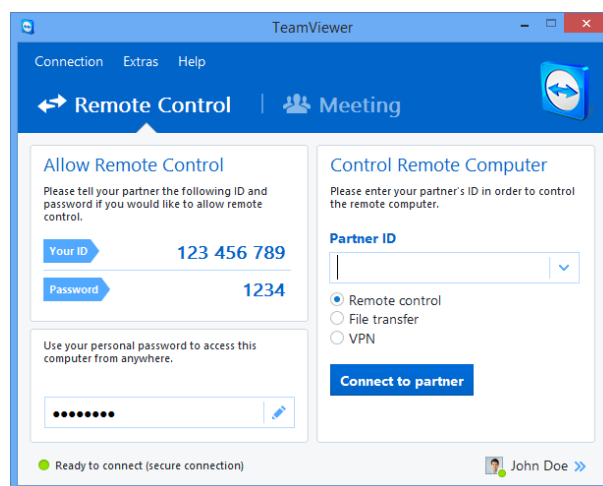 TeamViewer
Connection Extras Help
Remote Control Meeting
Allow Remote Control
Please tell your partner the following ID and
password if you would like to allow remote
control.
Your ID 123 456 789
Password 1234
Use your personal password to access this
computer from anywhere.
Control Remote Computer
Please enter your partner's ID in order to control
the remote computer.
Partner ID
Remote control
File transfer
VPN
Connect to partner
Ready to connect (secure connection)
John Doe